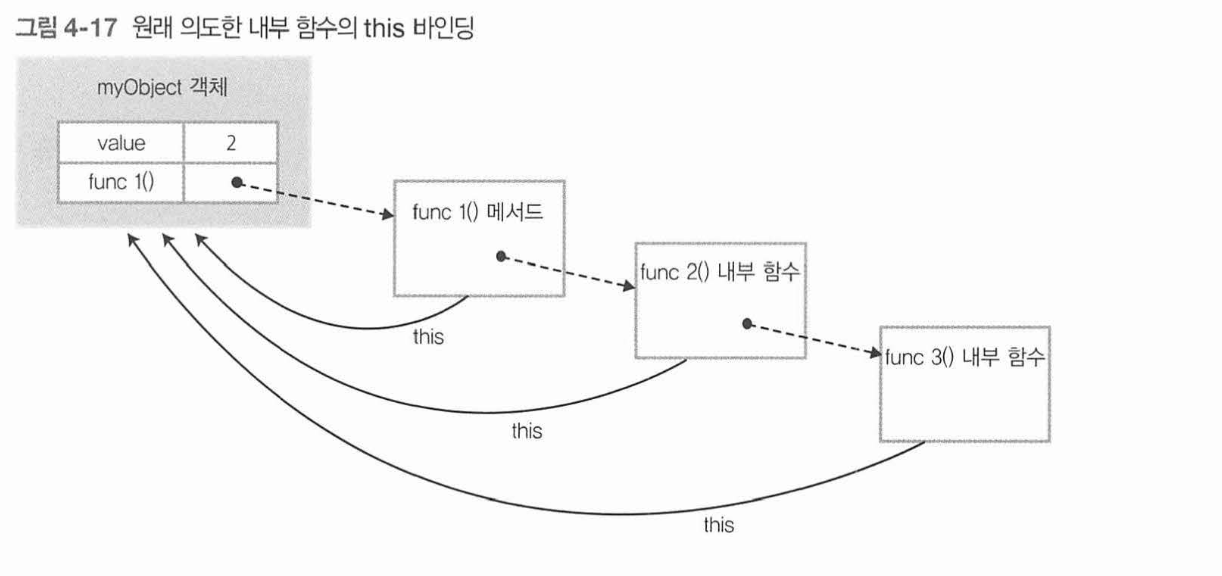 그림 4-17 원래 의도한 내부 함수의 this 바인딩
myObject 객체
value 2
func 1()
func 1() 메서드
func 2() 내부 함수
func 3() 내부 함수
this
this
this